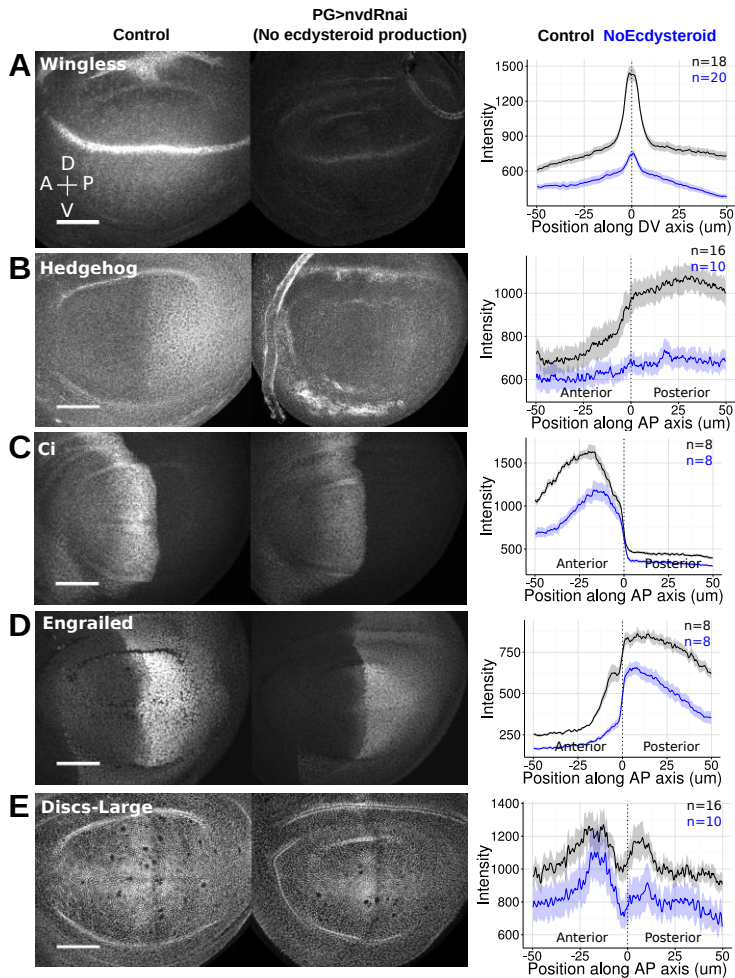 Control
PG>nvdRnai
(No ecdysteroid production)
Control NoEcdysteroid
A
Wingless
D
A P
V
n=18
n=20
Intensity
1500
1200
900
600
-50 -25 0 25 50
Position along DV axis (um)
B
Hedgehog
n=16
n=10
Intensity
1000
800
600
Anterior Posterior
-50 -25 0 25 50
Position along AP axis (um)
C
Ci
n=8
n=8
Intensity
1500
1000
500
Anterior Posterior
-50 -25 0 25 50
Position along AP axis (um)
D
Engrailed
n=8
n=8
Intensity
750
500
250
Anterior Posterior
-50 -25 0 25 50
Position along AP axis (um)
E
Discs-Large
n=16
n=10
Intensity
1400
1200
1000
800
600
Anterior Posterior
-50 -25 0 25 50
Position along AP axis (um)